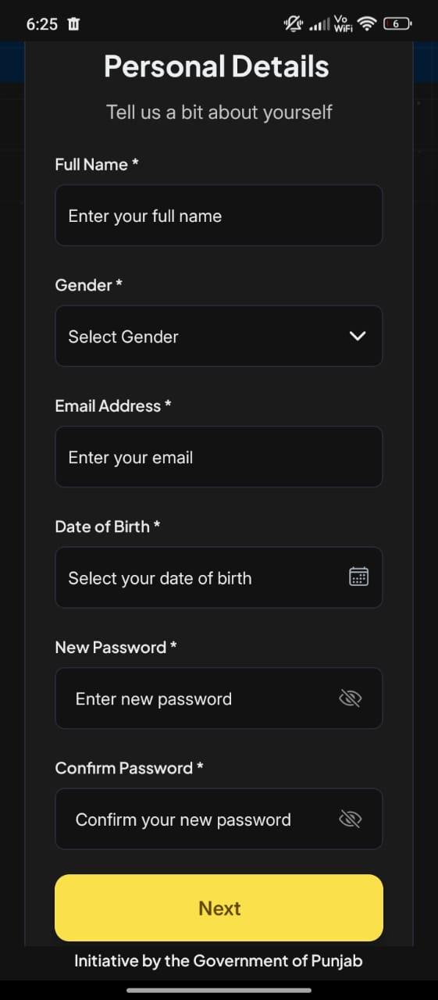 6:25
Vo
WiFi
6
Personal Details
Tell us a bit about yourself
Full Name *
Enter your full name
Gender *
Select Gender
Email Address *
Enter your email
Date of Birth *
Select your date of birth
New Password *
Enter new password
Confirm Password *
Confirm your new password
Next
Initiative by the Government of Punjab